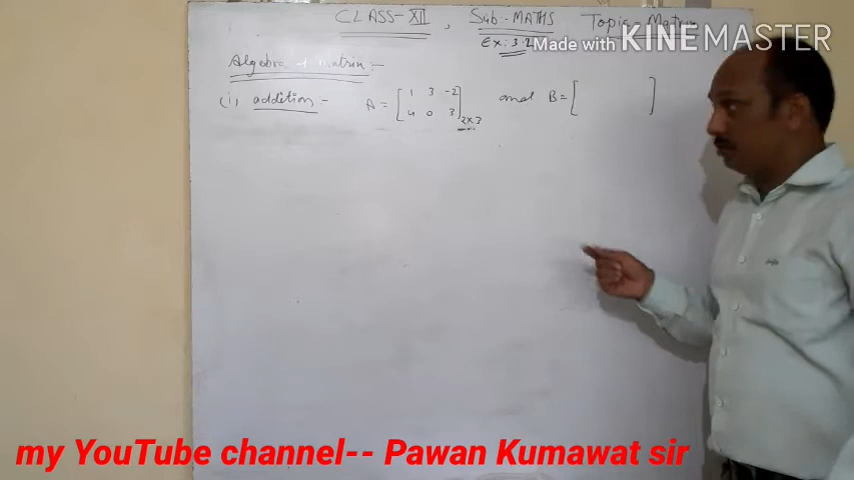 CLASS-XII, Sub:-MATHS Topic-Matrix
Ex:3.2
Made with KINEMASTER
Algebra of matrix:-
(i) addition - A = [ 1 3 -2 and B = [ ]
4 0 3 ]2x3
my YouTube channel-- Pawan Kumawat sir